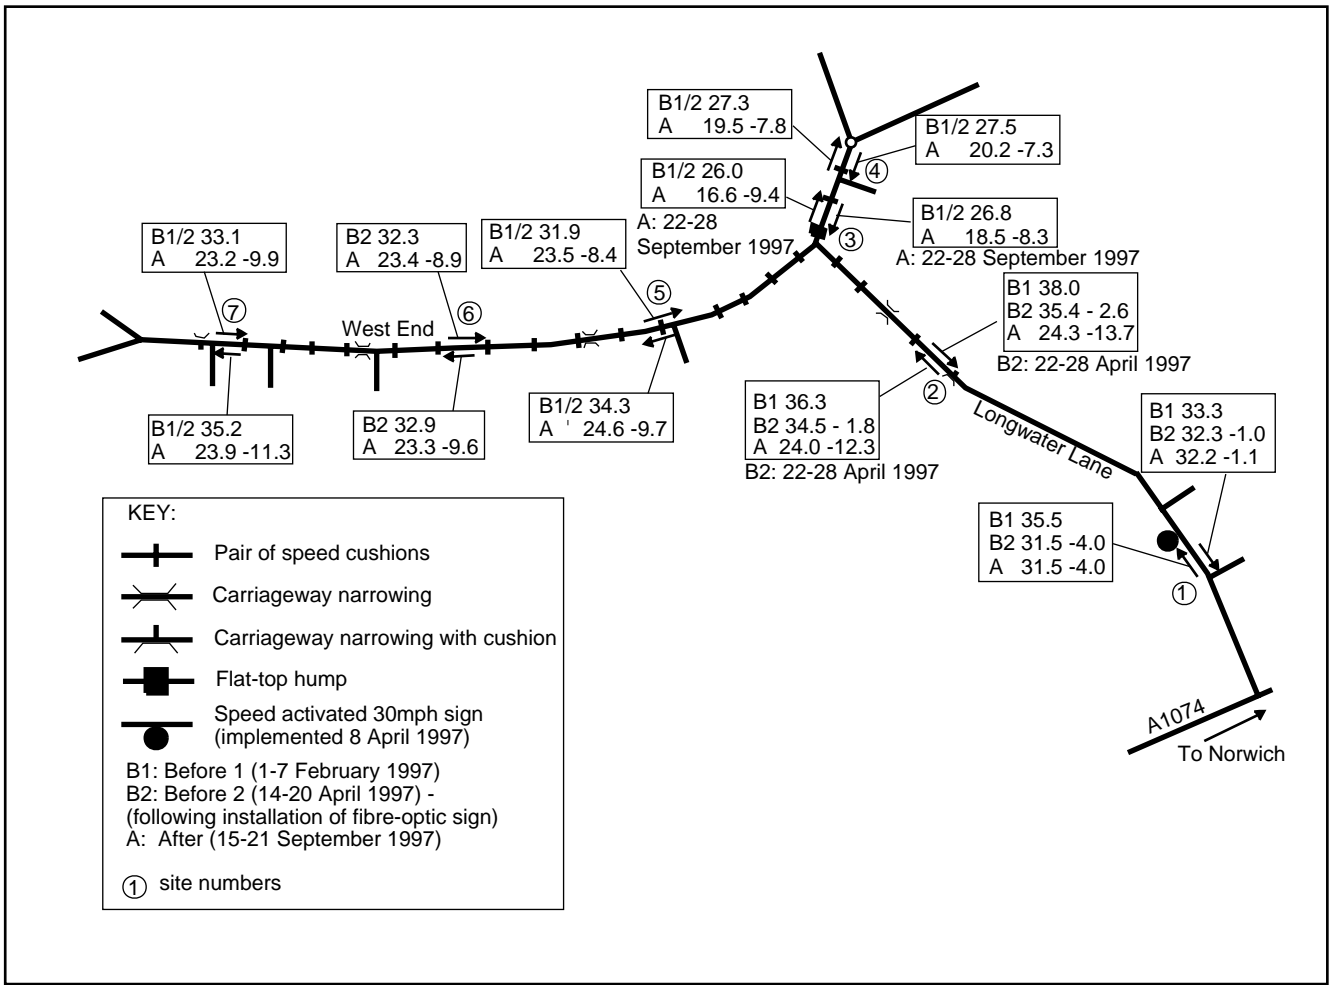 B1/2 27.3
A 19.5 -7.8
B1/2 27.5
A 20.2 -7.3
4
B1/2 26.0
A 16.6 -9.4
A: 22-28
September 1997
B1/2 26.8
A 18.5 -8.3
A: 22-28 September 1997
3
B1/2 33.1
A 23.2 -9.9
7
B2 32.3
A 23.4 -8.9
6
B1/2 31.9
A 23.5 -8.4
5
West End
B1 38.0
B2 35.4 - 2.6
A 24.3 -13.7
B2: 22-28 April 1997
2
B1/2 35.2
A 23.9 -11.3
B2 32.9
A 23.3 -9.6
B1/2 34.3
A ' 24.6 -9.7
B1 36.3
B2 34.5 - 1.8
A 24.0 -12.3
B2: 22-28 April 1997
Longwater Lane
B1 33.3
B2 32.3 -1.0
A 32.2 -1.1
B1 35.5
B2 31.5 -4.0
A 31.5 -4.0
1
A1074
To Norwich
KEY:
Pair of speed cushions
Carriageway narrowing
Carriageway narrowing with cushion
Flat-top hump
Speed activated 30mph sign
(implemented 8 April 1997)
B1: Before 1 (1-7 February 1997)
B2: Before 2 (14-20 April 1997) -
(following installation of fibre-optic sign)
A: After (15-21 September 1997)
1 site numbers